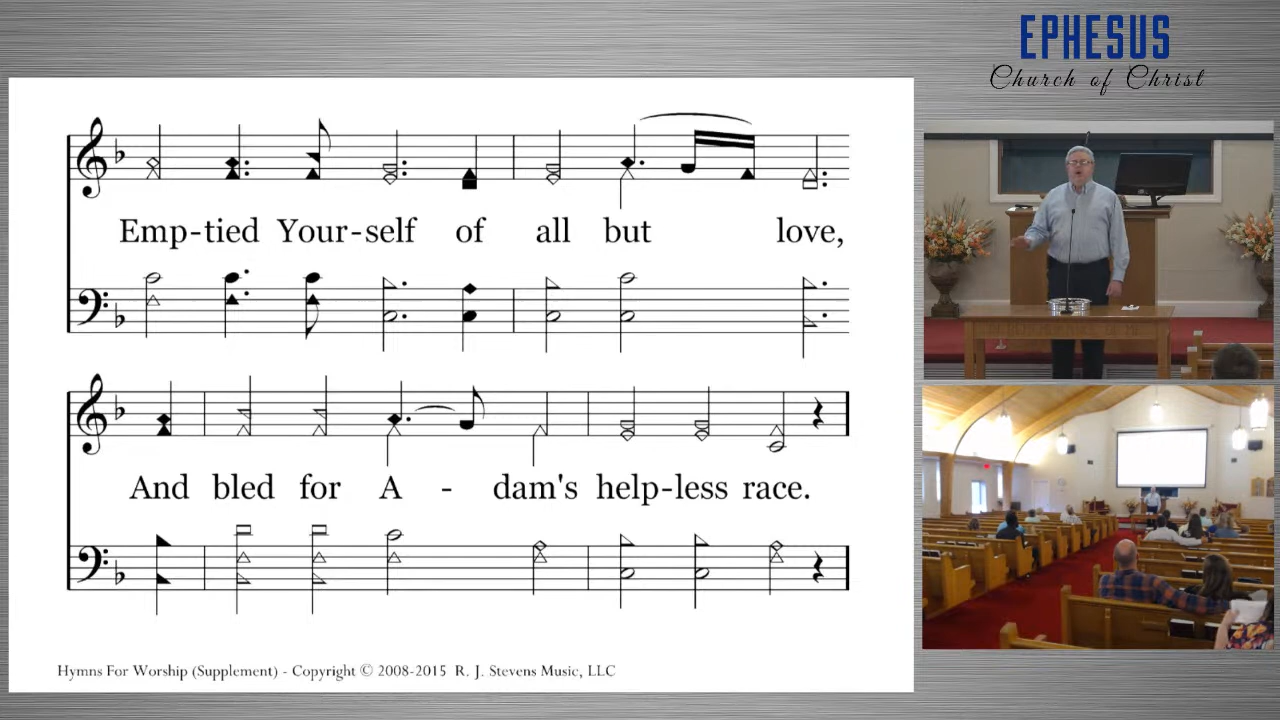 EPHESUS
Church of Christ
Emp-tied Your-self of all but love,
And bled for A - dam's help-less race.
Hymns For Worship (Supplement) - Copyright © 2008-2015 R. J. Stevens Music, LLC